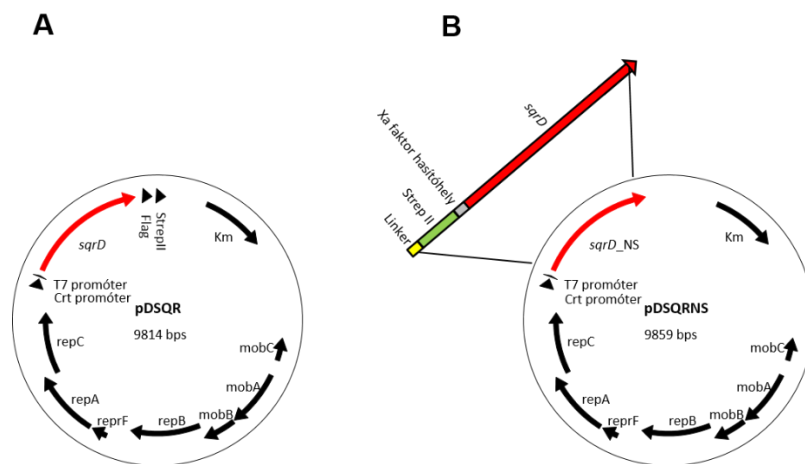 A
sqrD
Flag
StrepII
Km
T7 promóter
Crt promóter
pDSQR
9814 bps
repC
repA
reprF
repB
mobB
mobA
mobC
B
sqrD
Xa faktor hasítóhely
Strep II
Linker
sqrD_NS
Km
T7 promóter
Crt promóter
pDSQRNS
9859 bps
repC
repA
reprF
repB
mobB
mobA
mobC